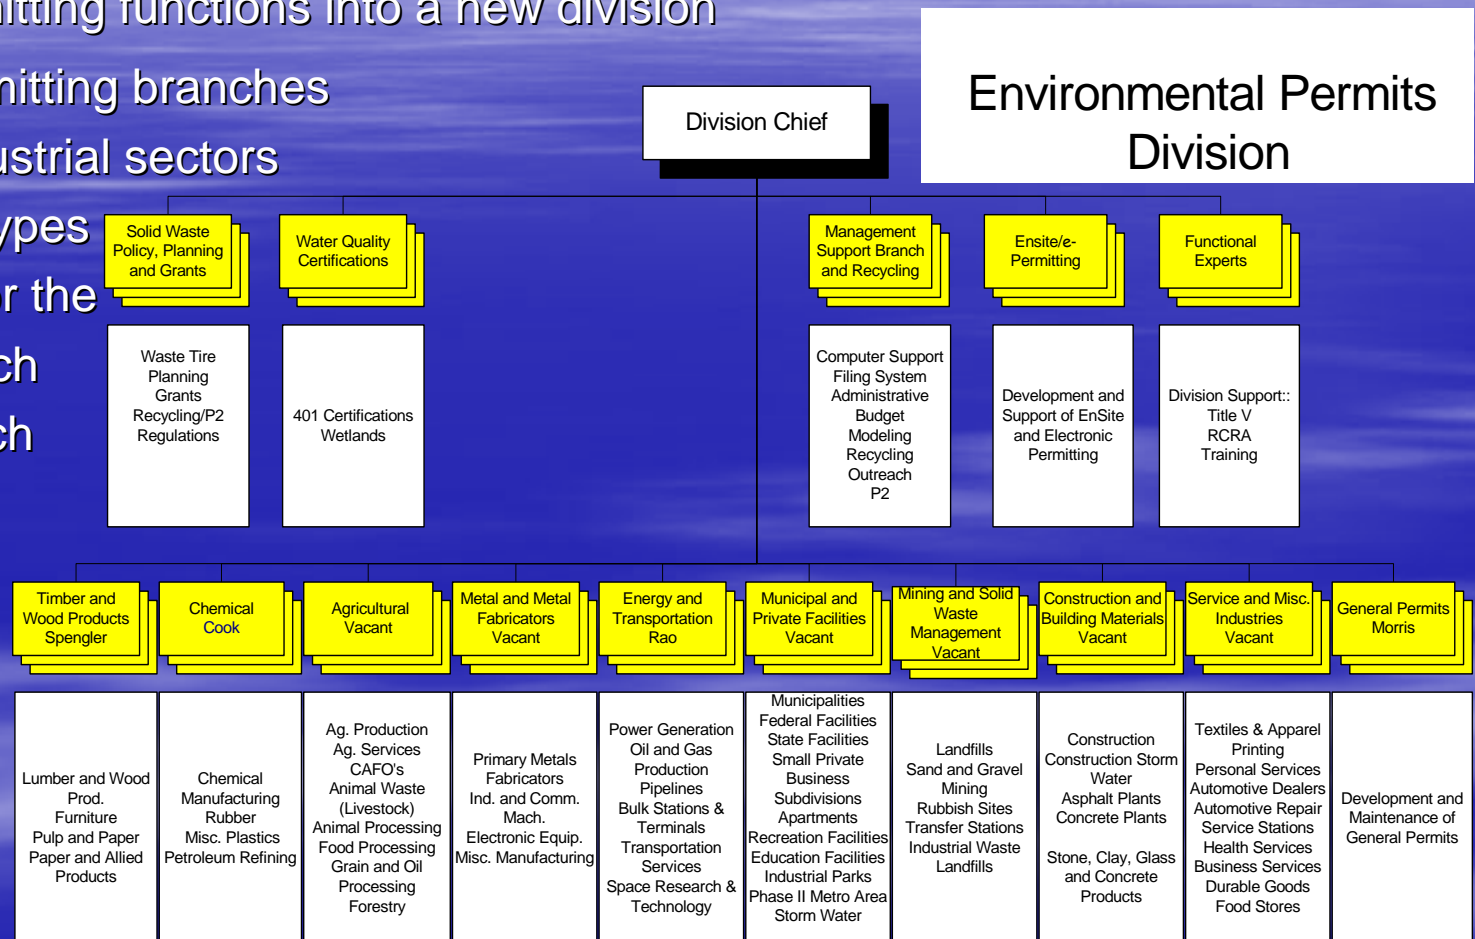 mitting functions into a new division
mitting branches
ustrial sectors
ypes
or the
ch
ch
Environmental Permits
Division
Division Chief
Solid Waste
Policy, Planning
and Grants
Water Quality
Certifications
Management
Support Branch
and Recycling
Ensite/e-
Permitting
Functional
Experts
Waste Tire
Planning
Grants
Recycling/P2
Regulations
401 Certifications
Wetlands
Computer Support
Filing System
Administrative
Budget
Modeling
Recycling
Outreach
P2
Development and
Support of EnSite
and Electronic
Permitting
Division Support::
Title V
RCRA
Training
Timber and
Wood Products
Spengler
Chemical
Cook
Agricultural
Vacant
Metal and Metal
Fabricators
Vacant
Energy and
Transportation
Rao
Municipal and
Private Facilities
Vacant
Mining and Solid
Waste
Management
Vacant
Construction and
Building Materials
Vacant
Service and Misc.
Industries
Vacant
General Permits
Morris
Lumber and Wood
Prod.
Furniture
Pulp and Paper
Paper and Allied
Products
Chemical
Manufacturing
Rubber
Misc. Plastics
Petroleum Refining
Ag. Production
Ag. Services
CAFO's
Animal Waste
(Livestock)
Animal Processing
Food Processing
Grain and Oil
Processing
Forestry
Primary Metals
Fabricators
Ind. and Comm.
Mach.
Electronic Equip.
Misc. Manufacturing
Power Generation
Oil and Gas
Production
Pipelines
Bulk Stations &
Terminals
Transportation
Services
Space Research &
Technology
Municipalities
Federal Facilities
State Facilities
Small Private
Business
Subdivisions
Apartments
Recreation Facilities
Education Facilities
Industrial Parks
Phase II Metro Area
Storm Water
Landfills
Sand and Gravel
Mining
Rubbish Sites
Transfer Stations
Industrial Waste
Landfills
Construction
Construction Storm
Water
Asphalt Plants
Concrete Plants
Stone, Clay, Glass
and Concrete
Products
Textiles & Apparel
Printing
Personal Services
Automotive Dealers
Automotive Repair
Service Stations
Health Services
Business Services
Durable Goods
Food Stores
Development and
Maintenance of
General Permits